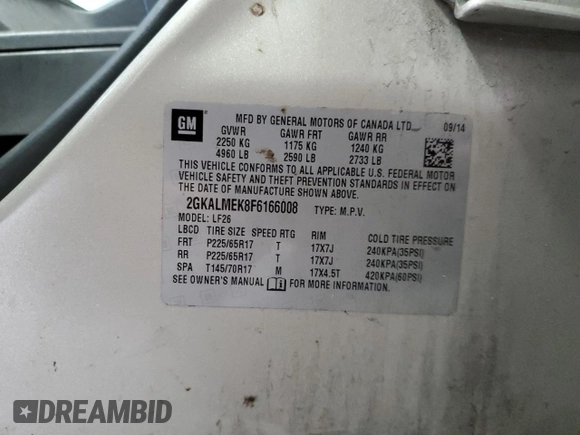 GM
MFD BY GENERAL MOTORS OF CANADA LTD. 09/14
GVWR GAWR FRT GAWR RR
2250 KG 1175 KG 1240 KG
4960 LB 2590 LB 2733 LB
THIS VEHICLE CONFORMS TO ALL APPLICABLE U.S. FEDERAL MOTOR
VEHICLE SAFETY AND THEFT PREVENTION STANDARDS IN EFFECT ON
THE DATE OF MANUFACTURE SHOWN ABOVE.
2GKALMEK8F6166008 TYPE: M.P.V.
MODEL: LF26
LBCD TIRE SIZE SPEED RTG RIM COLD TIRE PRESSURE
FRT P225/65R17 T 17X7J 240KPA(35PSI)
RR P225/65R17 T 17X7J 240KPA(35PSI)
SPA T145/70R17 M 17X4.5T 420KPA(60PSI)
SEE OWNER'S MANUAL FOR MORE INFORMATION.
DREAMBID